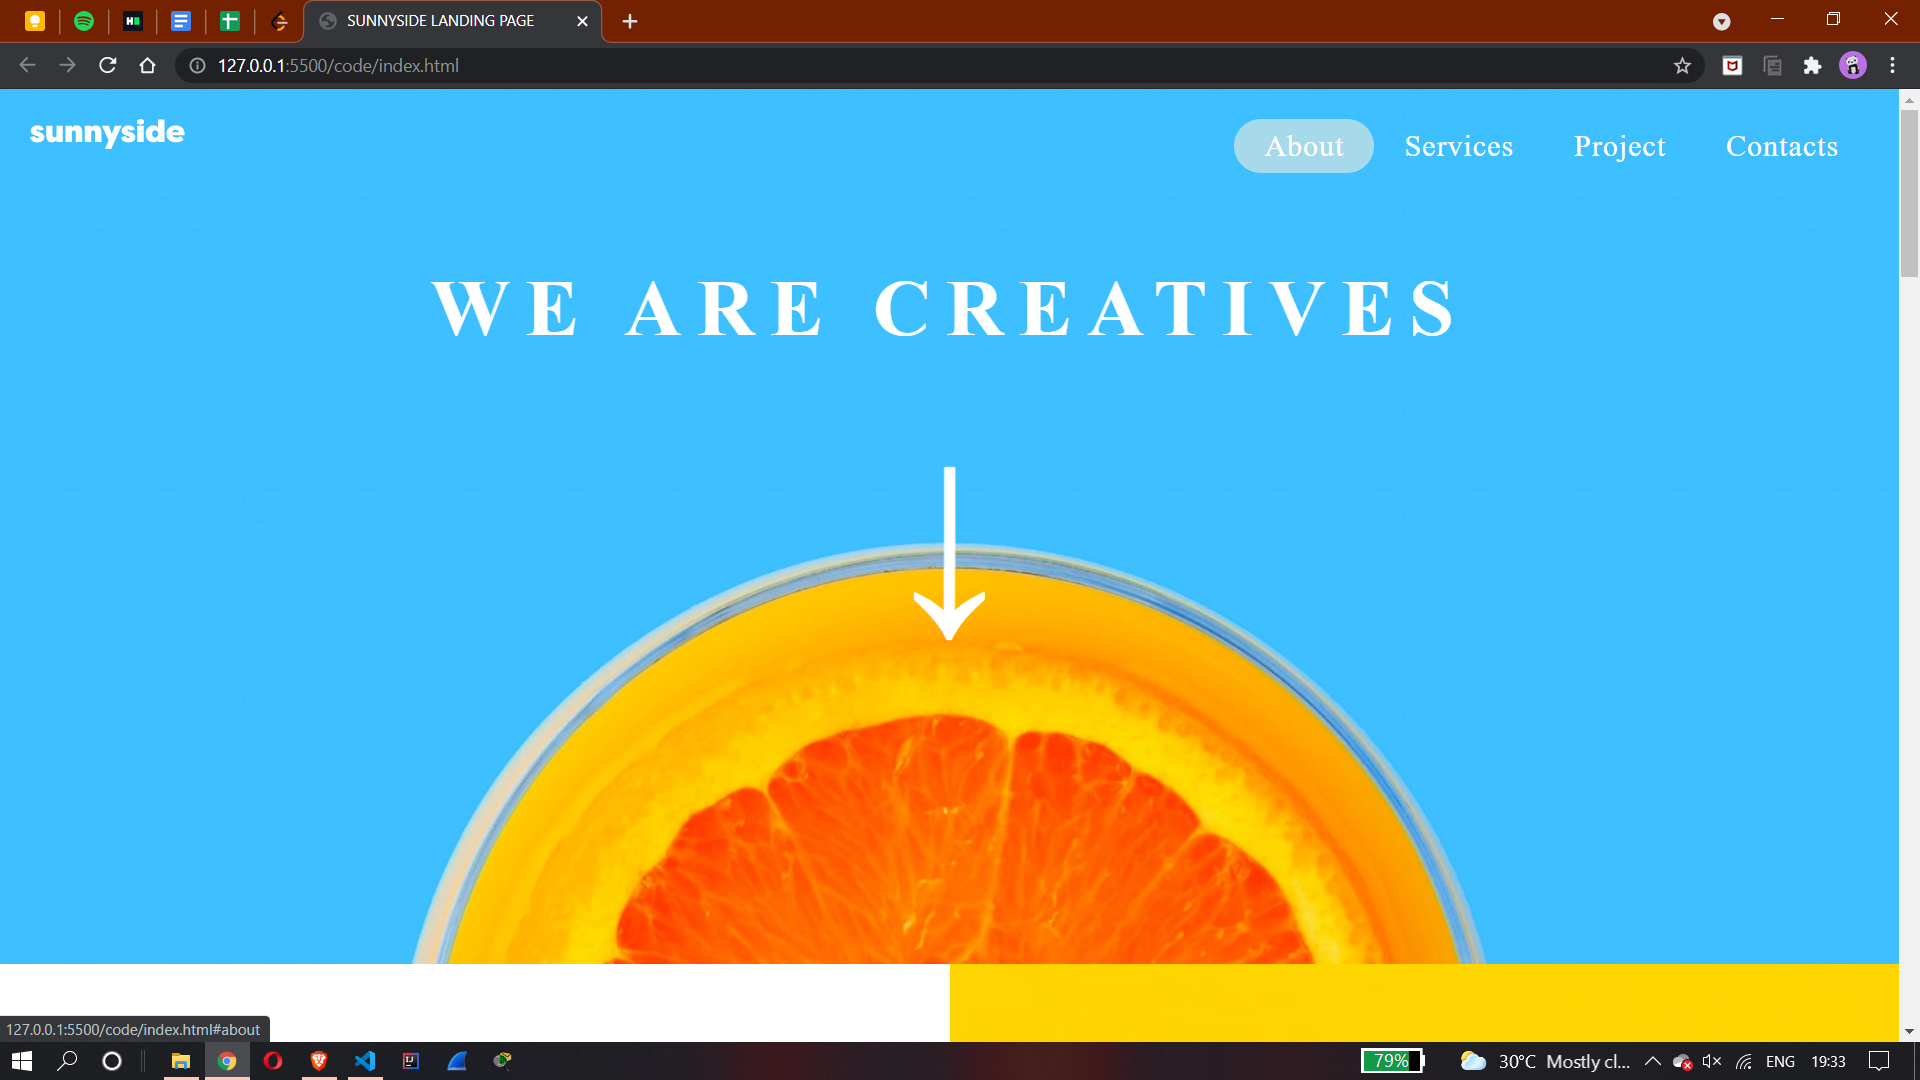 SUNNYSIDE LANDING PAGE
127.0.0.1:5500/code/index.html
sunnyside
About Services Project Contacts
WE ARE CREATIVES
127.0.0.1:5500/code/index.html#about
79% 30°C Mostly cl... ENG 19:33